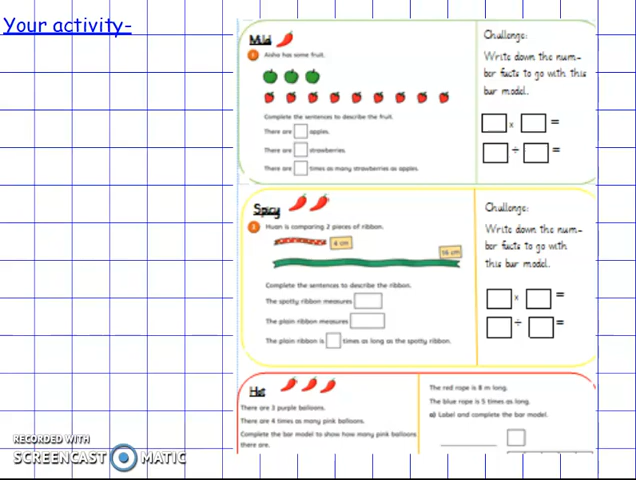 Your activity-
Mild
1
Aisha has some fruit.
Complete the sentences to describe the fruit.
There are apples.
There are strawberries.
There are times as many strawberries as apples.
Challenge:
Write down the num-
ber facts to go with this
bar model.
x =
÷ =
Spicy
Huan is comparing 2 pieces of ribbon.
4 cm
16 cm
Complete the sentences to describe the ribbon.
The spotty ribbon measures
The plain ribbon measures
The plain ribbon is times as long as the spotty ribbon.
Challenge:
Write down the num-
ber facts to go with
this bar model.
x =
÷ =
Hot
There are 3 purple balloons.
There are 4 times as many pink balloons.
Complete the bar model to show how many pink balloons
there are.
The red rope is 8 m long.
The blue rope is 5 times as long.
a) Label and complete the bar model.
RECORDED WITH
SCREENCAST MATIC